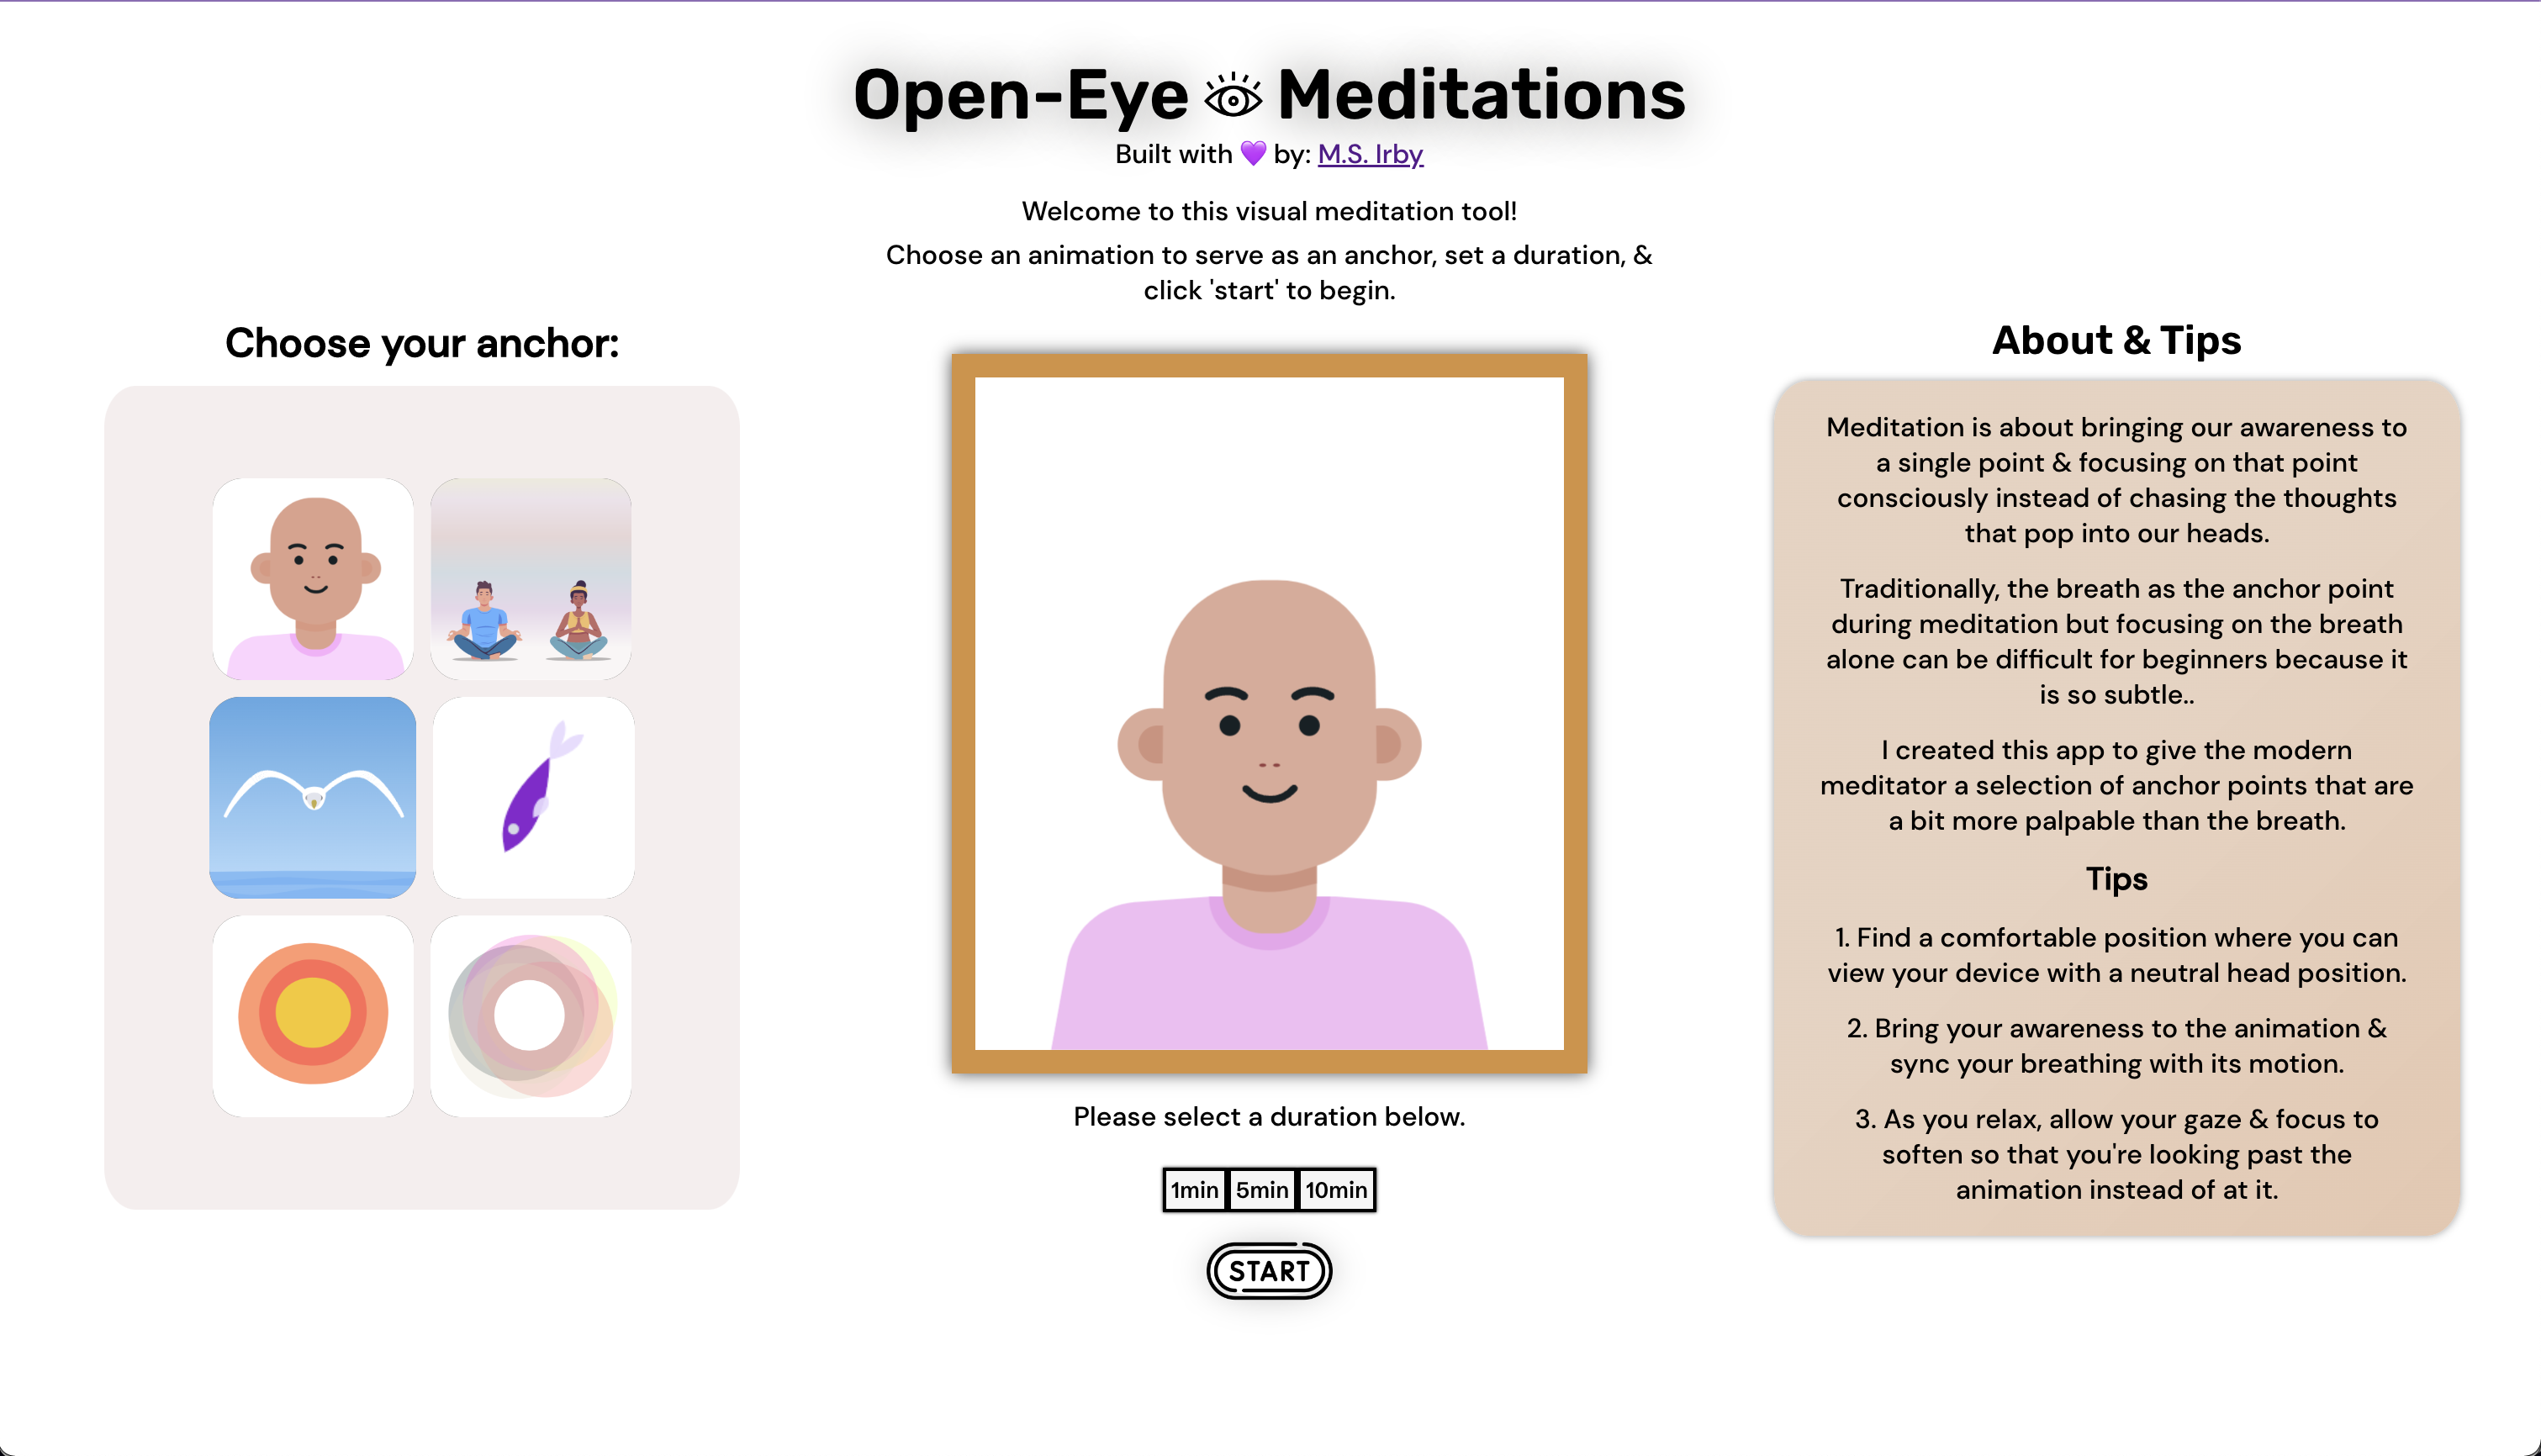 Open-Eye Meditations
Built with 💜 by: M.S. Irby
Welcome to this visual meditation tool!
Choose an animation to serve as an anchor, set a duration, &
click 'start' to begin.
Choose your anchor:
Please select a duration below.
1min 5min 10min
START
About & Tips
Meditation is about bringing our awareness to
a single point & focusing on that point
consciously instead of chasing the thoughts
that pop into our heads.
Traditionally, the breath as the anchor point
during meditation but focusing on the breath
alone can be difficult for beginners because it
is so subtle..
I created this app to give the modern
meditator a selection of anchor points that are
a bit more palpable than the breath.
Tips
1. Find a comfortable position where you can
view your device with a neutral head position.
2. Bring your awareness to the animation &
sync your breathing with its motion.
3. As you relax, allow your gaze & focus to
soften so that you're looking past the
animation instead of at it.